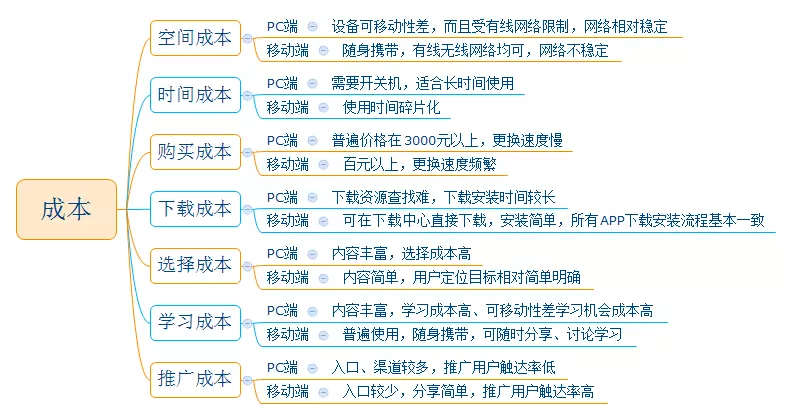 成本
空间成本
PC端 设备可移动性差，而且受有线网络限制，网络相对稳定
移动端 随身携带，有线无线网络均可，网络不稳定
时间成本
PC端 需要开关机，适合长时间使用
移动端 使用时间碎片化
购买成本
PC端 普遍价格在3000元以上，更换速度慢
移动端 百元以上，更换速度频繁
下载成本
PC端 下载资源查找难，下载安装时间较长
移动端 可在下载中心直接下载，安装简单，所有APP下载安装流程基本一致
选择成本
PC端 内容丰富，选择成本高
移动端 内容简单，用户定位目标相对简单明确
学习成本
PC端 内容丰富，学习成本高、可移动性差学习机会成本高
移动端 普遍使用，随身携带，可随时分享、讨论学习
推广成本
PC端 入口、渠道较多，推广用户触达率低
移动端 入口较少，分享简单，推广用户触达率高